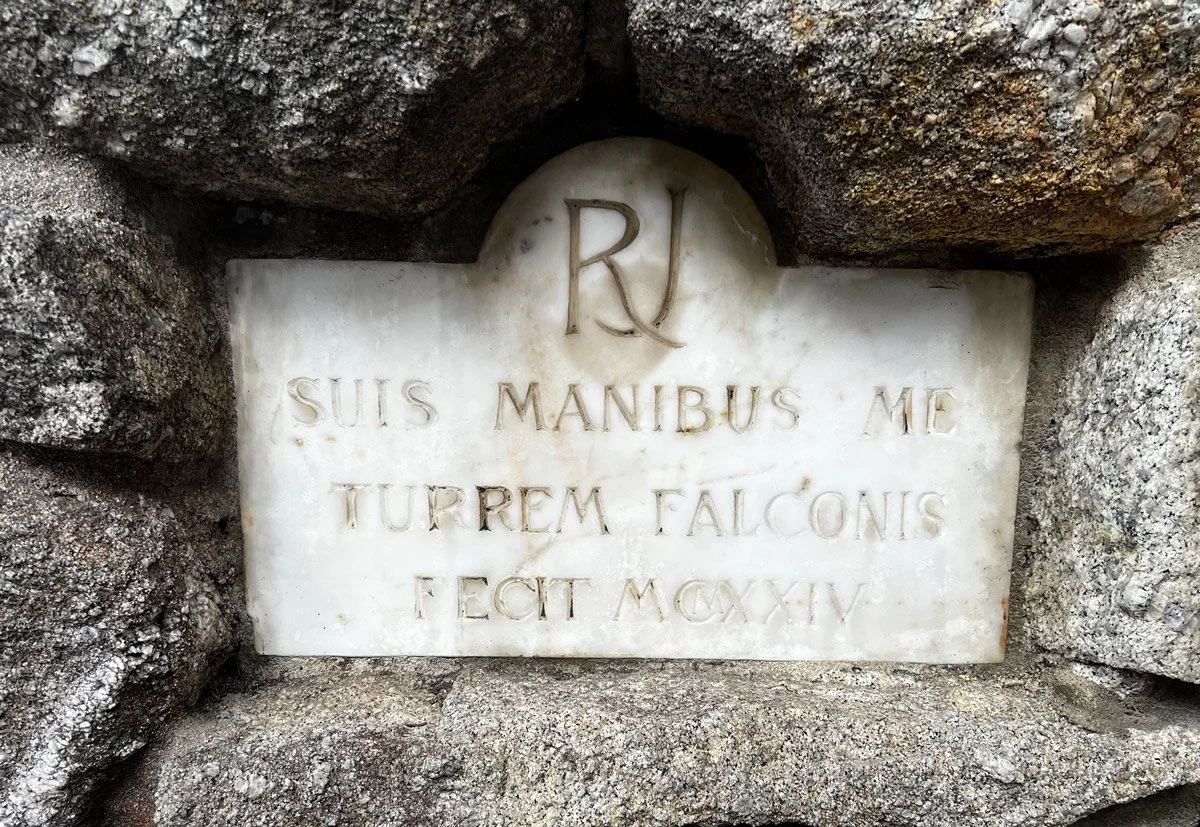 RJ
SUIS MANIBUS ME
TURREM FALCONIS
FECIT MCMXXIV